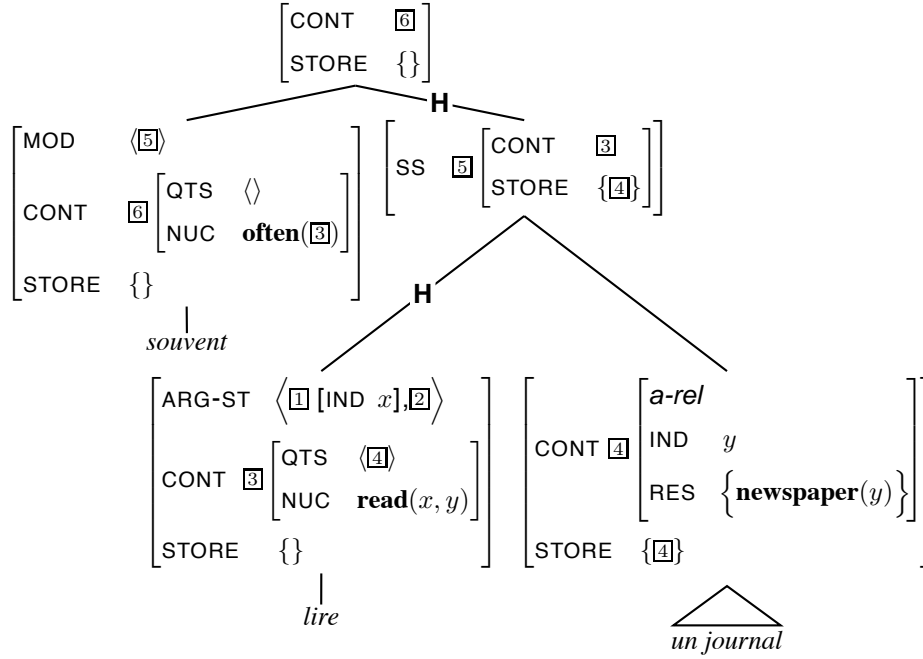 CONT 6
STORE {}
H
MOD ⟨5⟩
CONT 6 QTS ⟨⟩
NUC often(3)
STORE {}
SS 5 CONT 3
STORE {4}
souvent
H
ARG-ST ⟨1 [IND x],2⟩
CONT 3 QTS ⟨4⟩
NUC read(x, y)
STORE {}
lire
CONT 4 a-rel
IND y
RES {newspaper(y)}
STORE {4}
un journal